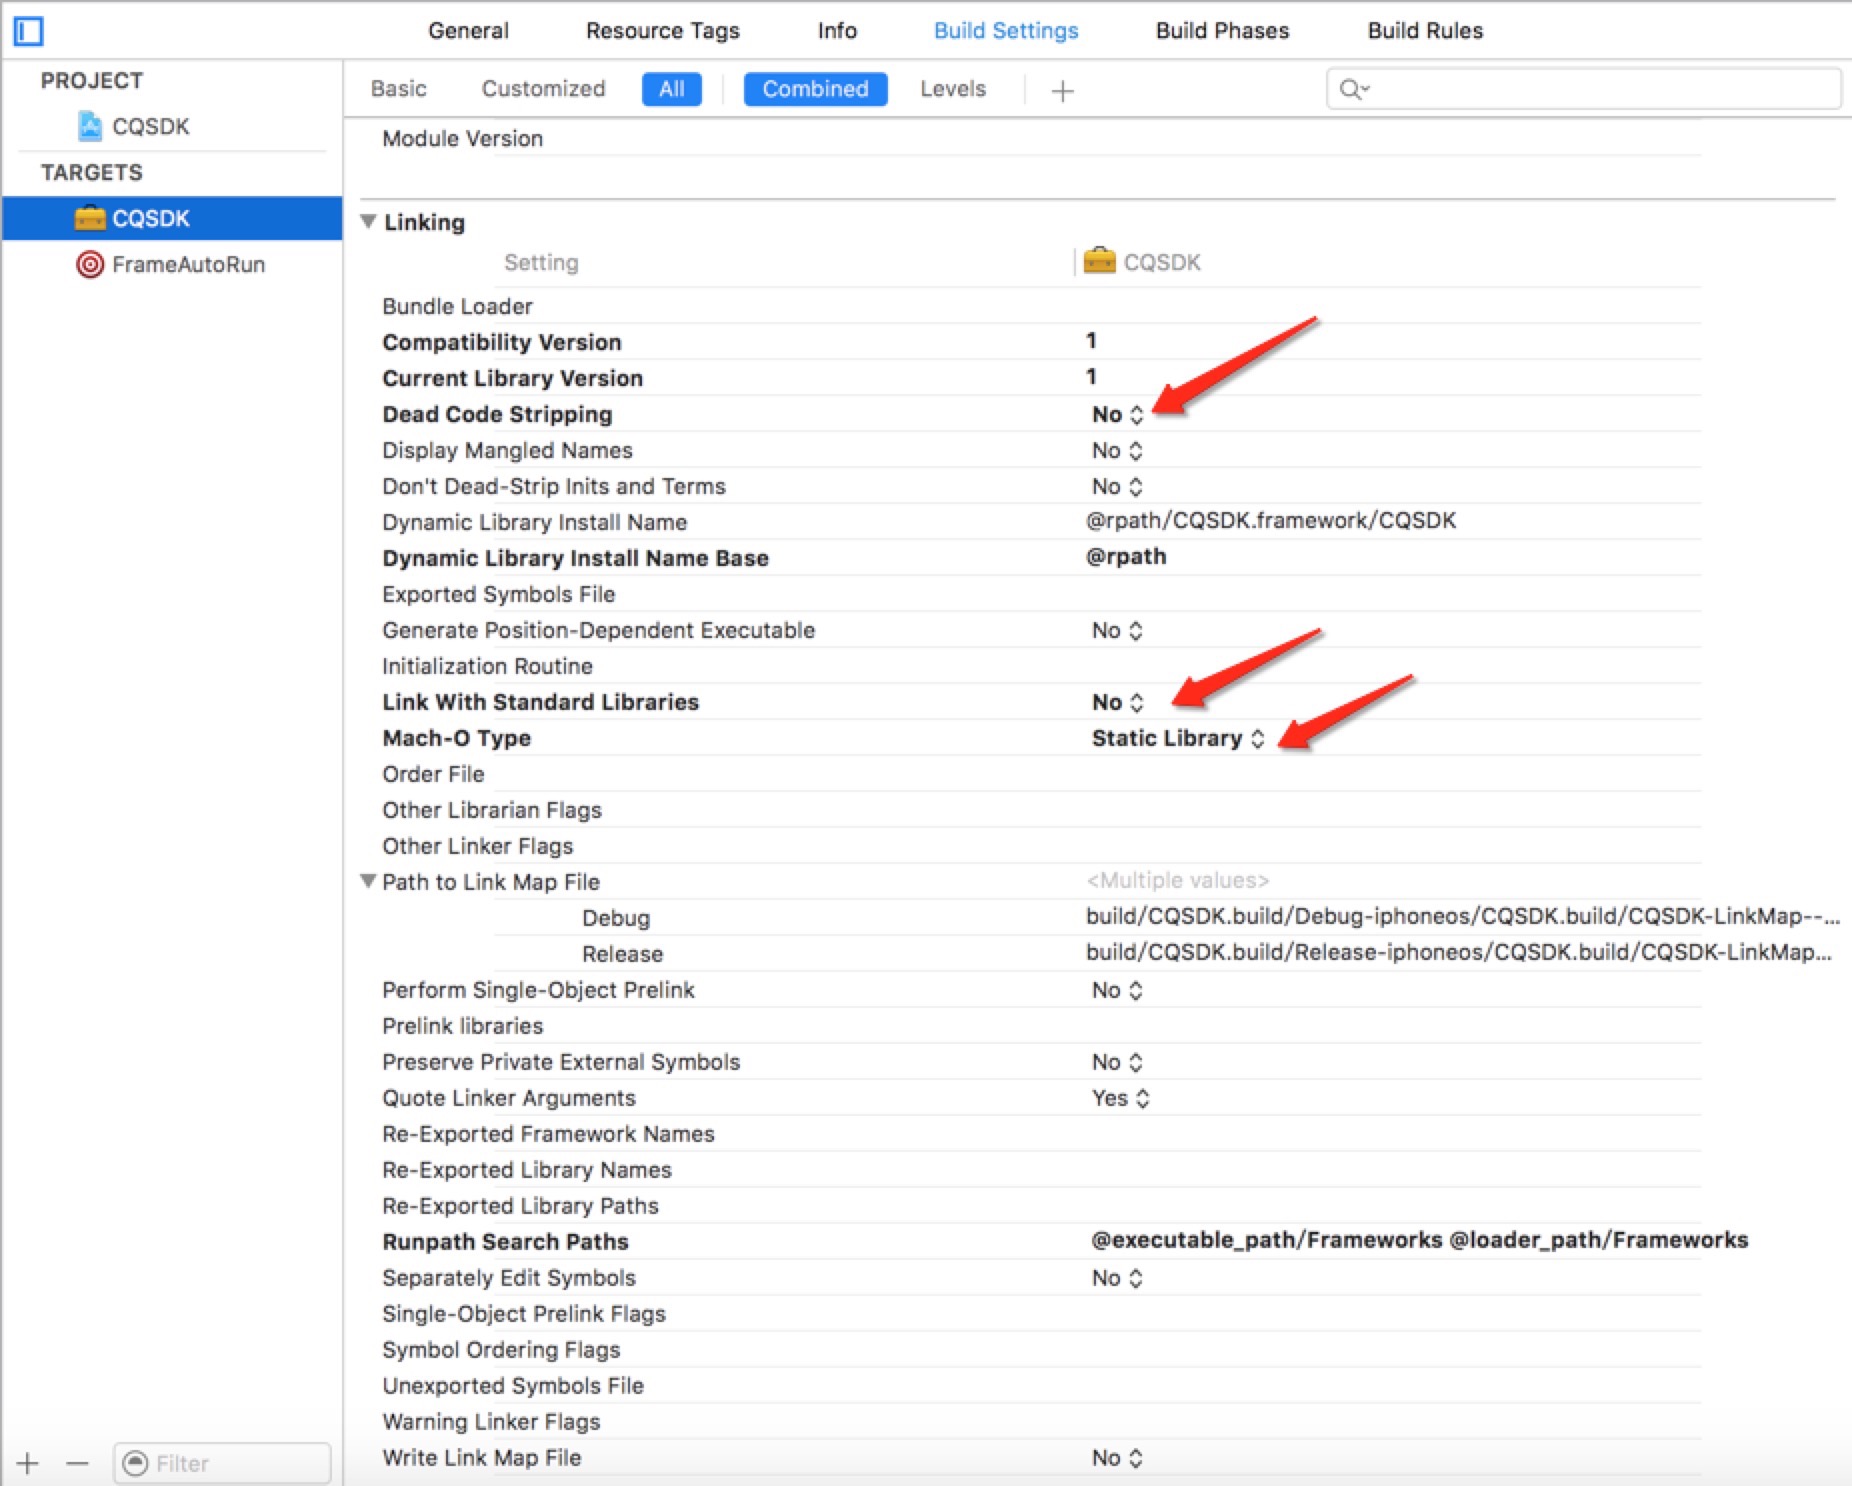 General Resource Tags Info Build Settings Build Phases Build Rules
PROJECT
CQSDK
TARGETS
CQSDK
FrameAutoRun
Basic Customized All Combined Levels
Module Version
Linking
Setting CQSDK
Bundle Loader
Compatibility Version 1
Current Library Version 1
Dead Code Stripping No
Display Mangled Names No
Don't Dead-Strip Inits and Terms No
Dynamic Library Install Name @rpath/CQSDK.framework/CQSDK
Dynamic Library Install Name Base @rpath
Exported Symbols File
Generate Position-Dependent Executable No
Initialization Routine
Link With Standard Libraries No
Mach-O Type Static Library
Order File
Other Librarian Flags
Other Linker Flags
Path to Link Map File <Multiple values>
Debug build/CQSDK.build/Debug-iphoneos/CQSDK.build/CQSDK-LinkMap--...
Release build/CQSDK.build/Release-iphoneos/CQSDK.build/CQSDK-LinkMap...
Perform Single-Object Prelink No
Prelink libraries
Preserve Private External Symbols No
Quote Linker Arguments Yes
Re-Exported Framework Names
Re-Exported Library Names
Re-Exported Library Paths
Runpath Search Paths @executable_path/Frameworks @loader_path/Frameworks
Separately Edit Symbols No
Single-Object Prelink Flags
Symbol Ordering Flags
Unexported Symbols File
Warning Linker Flags
Write Link Map File No
Filter